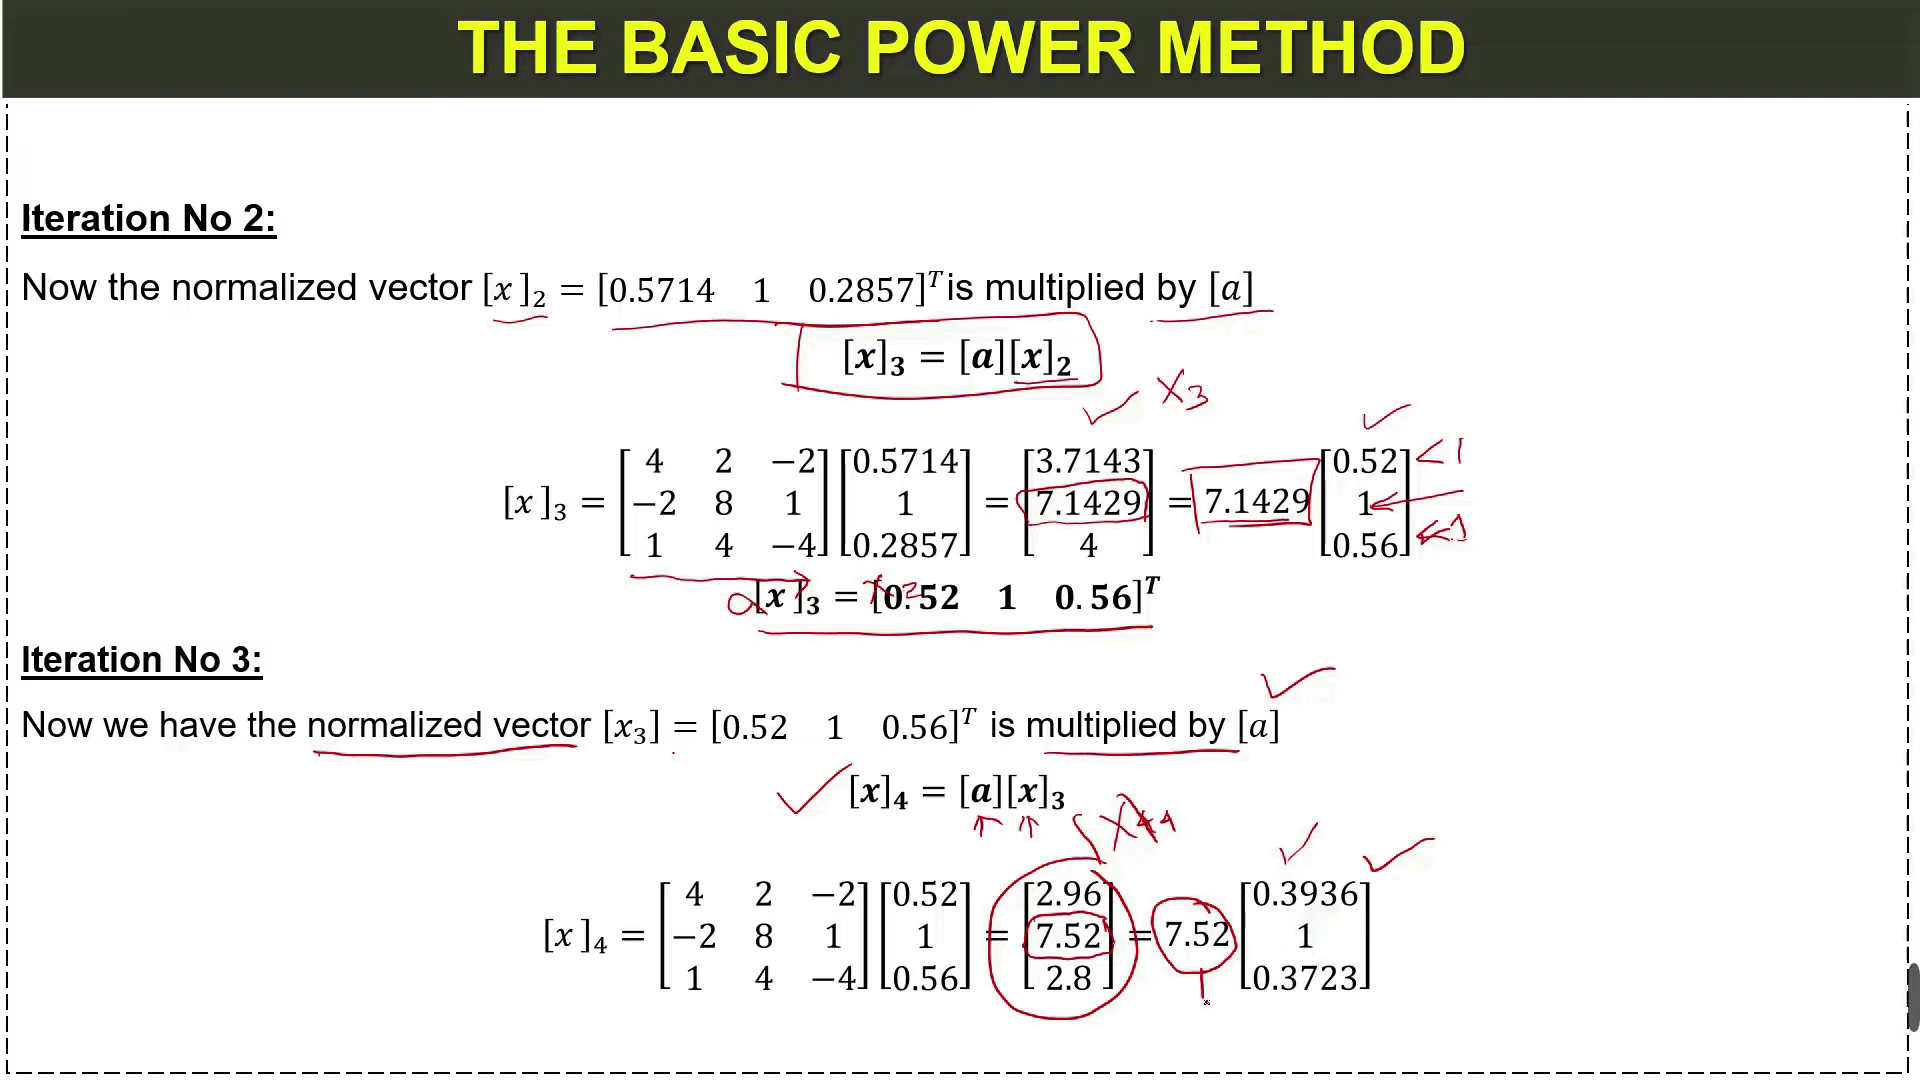 THE BASIC POWER METHOD
Iteration No 2:
Now the normalized vector [x ]₂ = [0.5714 1 0.2857]ᵀ is multiplied by [a]
[x]₃ = [a][x]₂
X₃
[x ]₃ = [4 2 −2; −2 8 1; 1 4 −4] [0.5714; 1; 0.2857] = [3.7143; 7.1429; 4] = 7.1429 [0.52; 1; 0.56] <1 <1
a x₂
[x ]₃ = [0.52 1 0.56]ᵀ
Iteration No 3:
Now we have the normalized vector [x₃] = [0.52 1 0.56]ᵀ is multiplied by [a]
[x]₄ = [a][x]₃
X₄
[x ]₄ = [4 2 −2; −2 8 1; 1 4 −4] [0.52; 1; 0.56] = [2.96; 7.52; 2.8] = 7.52 [0.3936; 1; 0.3723]